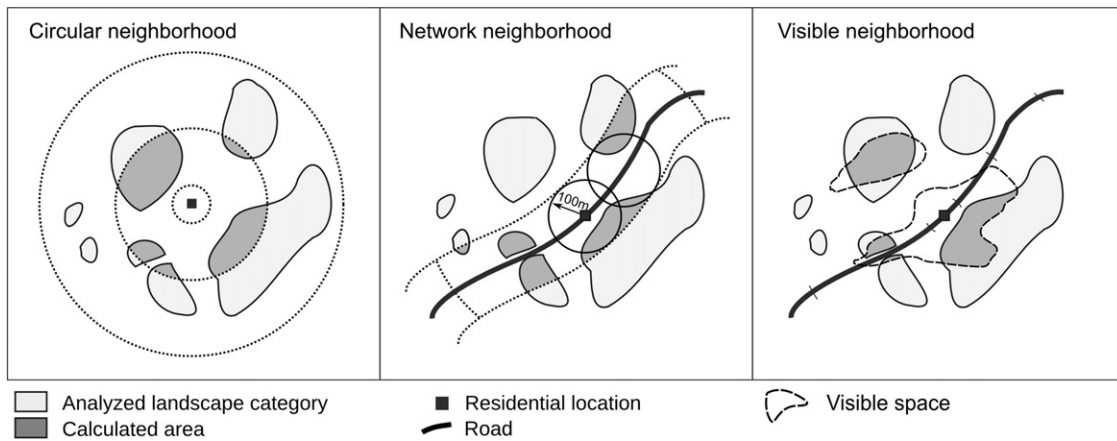 Circular neighborhood
Network neighborhood
Visible neighborhood
100m
Analyzed landscape category
Calculated area
Residential location
Road
Visible space